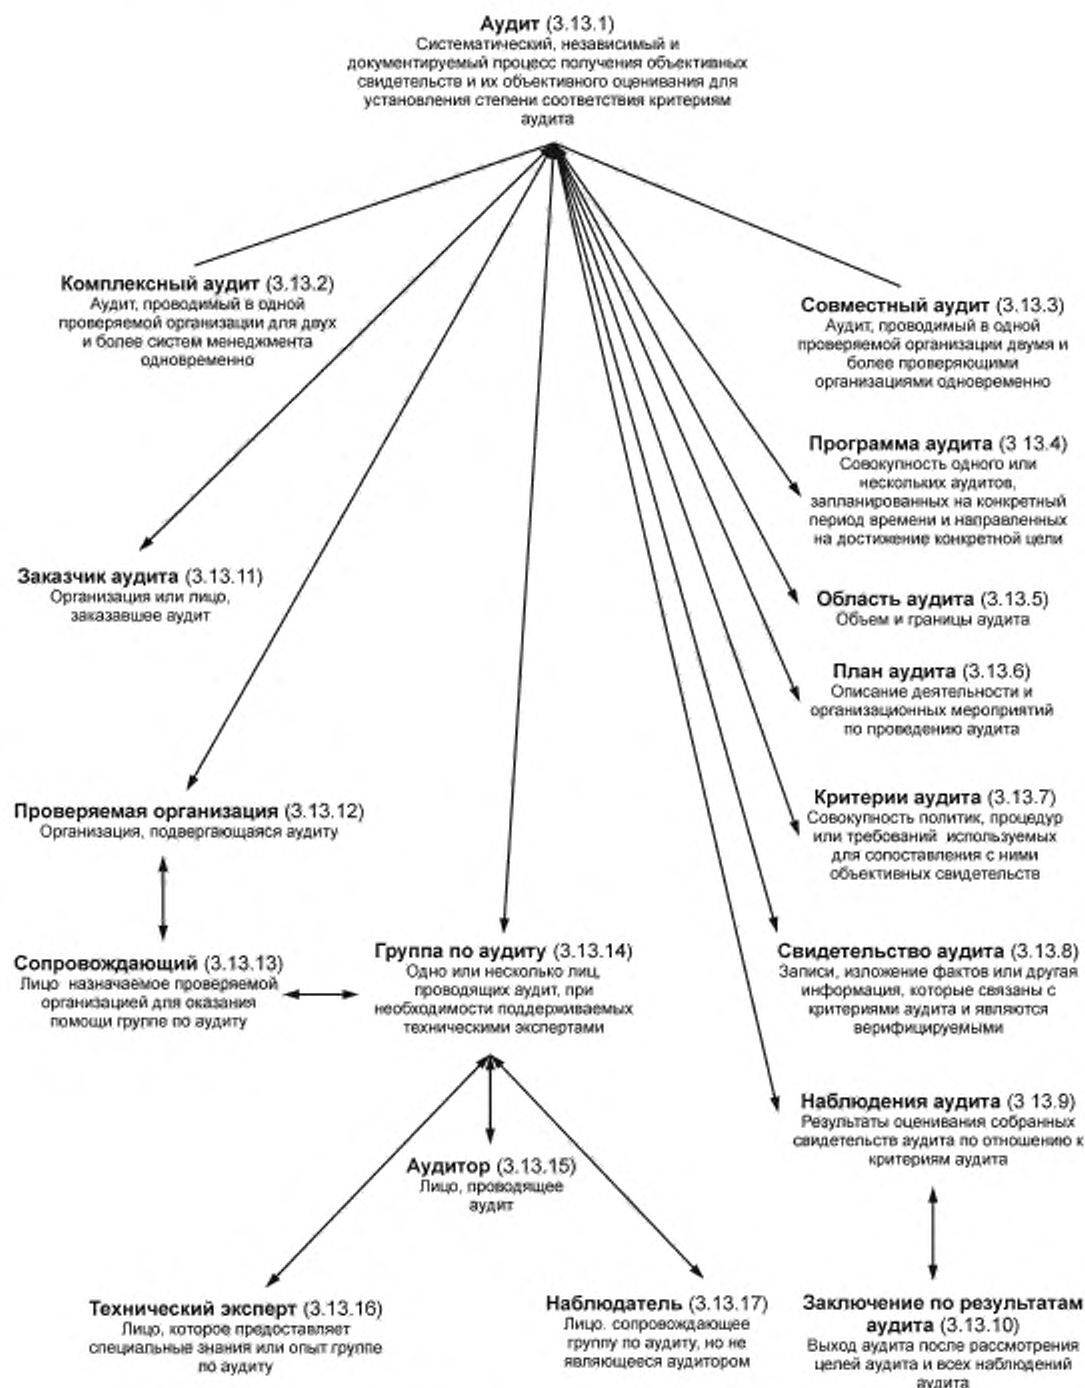 Аудит (3.13.1)
Систематический, независимый и
документируемый процесс получения объективных
свидетельств и их объективного оценивания для
установления степени соответствия критериям
аудита
Комплексный аудит (3.13.2)
Аудит, проводимый в одной
проверяемой организации для двух
и более систем менеджмента
одновременно
Совместный аудит (3.13.3)
Аудит, проводимый в одной
проверяемой организации двумя и
более проверяющими
организациями одновременно
Программа аудита (3 13.4)
Совокупность одного или
нескольких аудитов,
запланированных на конкретный
период времени и направленных
на достижение конкретной цели
Заказчик аудита (3.13.11)
Организация или лицо,
заказавшее аудит
Область аудита (3.13.5)
Объем и границы аудита
План аудита (3.13.6)
Описание деятельности и
организационных мероприятий
по проведению аудита
Проверяемая организация (3.13.12)
Организация, подвергающаяся аудиту
Критерии аудита (3.13.7)
Совокупность политик, процедур
или требований используемых
для сопоставления с ними
объективных свидетельств
Сопровождающий (3.13.13)
Лицо назначаемое проверяемой
организацией для оказания
помощи группе по аудиту
Группа по аудиту (3.13.14)
Одно или несколько лиц,
проводящих аудит, при
необходимости поддерживаемых
техническими экспертами
Свидетельство аудита (3.13.8)
Записи, изложение фактов или другая
информация, которые связаны с
критериями аудита и являются
верифицируемыми
Наблюдения аудита (3 13.9)
Результаты оценивания собранных
свидетельств аудита по отношению к
критериям аудита
Аудитор (3.13.15)
Лицо, проводящее
аудит
Технический эксперт (3.13.16)
Лицо, которое предоставляет
специальные знания или опыт группе
по аудиту
Наблюдатель (3.13.17)
Лицо. сопровождающее
группу по аудиту, но не
являющееся аудитором
Заключение по результатам
аудита (3.13.10)
Выход аудита после рассмотрения
целей аудита и всех наблюдений
аудита